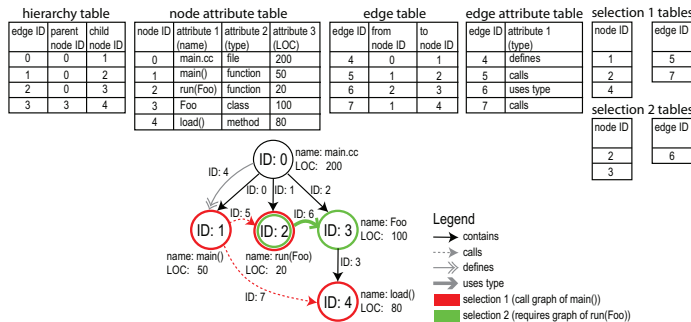 hierarchy table
edge ID parent node ID child node ID
0 0 1
1 0 2
2 0 3
3 3 4
node attribute table
node ID attribute 1 (name) attribute 2 (type) attribute 3 (LOC)
0 main.cc file 200
1 main() function 50
2 run(Foo) function 20
3 Foo class 100
4 load() method 80
edge table
edge ID from node ID to node ID
4 0 1
5 1 2
6 2 3
7 1 4
edge attribute table
edge ID attribute 1 (type)
4 defines
5 calls
6 uses type
7 calls
selection 1 tables
node ID
1
2
4
edge ID
5
7
selection 2 tables
node ID
2
3
edge ID
6
ID: 0
name: main.cc
LOC: 200
ID: 4
ID: 0
ID: 1
ID: 2
ID: 5
ID: 6
ID: 1
name: main()
LOC: 50
ID: 2
name: run(Foo)
LOC: 20
ID: 3
name: Foo
LOC: 100
ID: 3
ID: 7
ID: 4
name: load()
LOC: 80
Legend
contains
calls
defines
uses type
selection 1 (call graph of main())
selection 2 (requires graph of run(Foo))